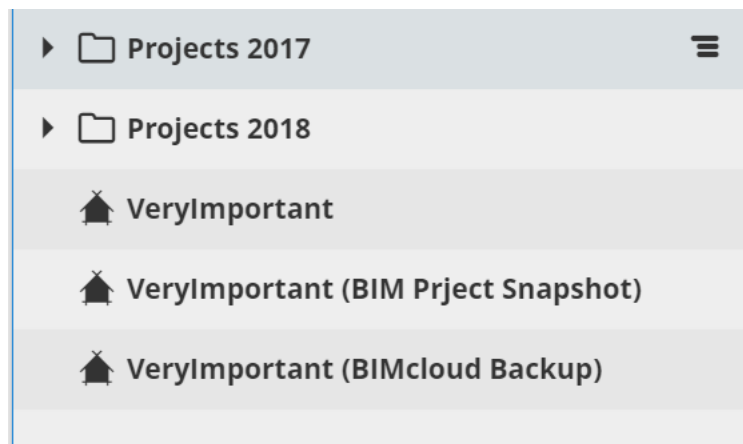 Projects 2017
Projects 2018
VeryImportant
VeryImportant (BIM Prject Snapshot)
VeryImportant (BIMcloud Backup)